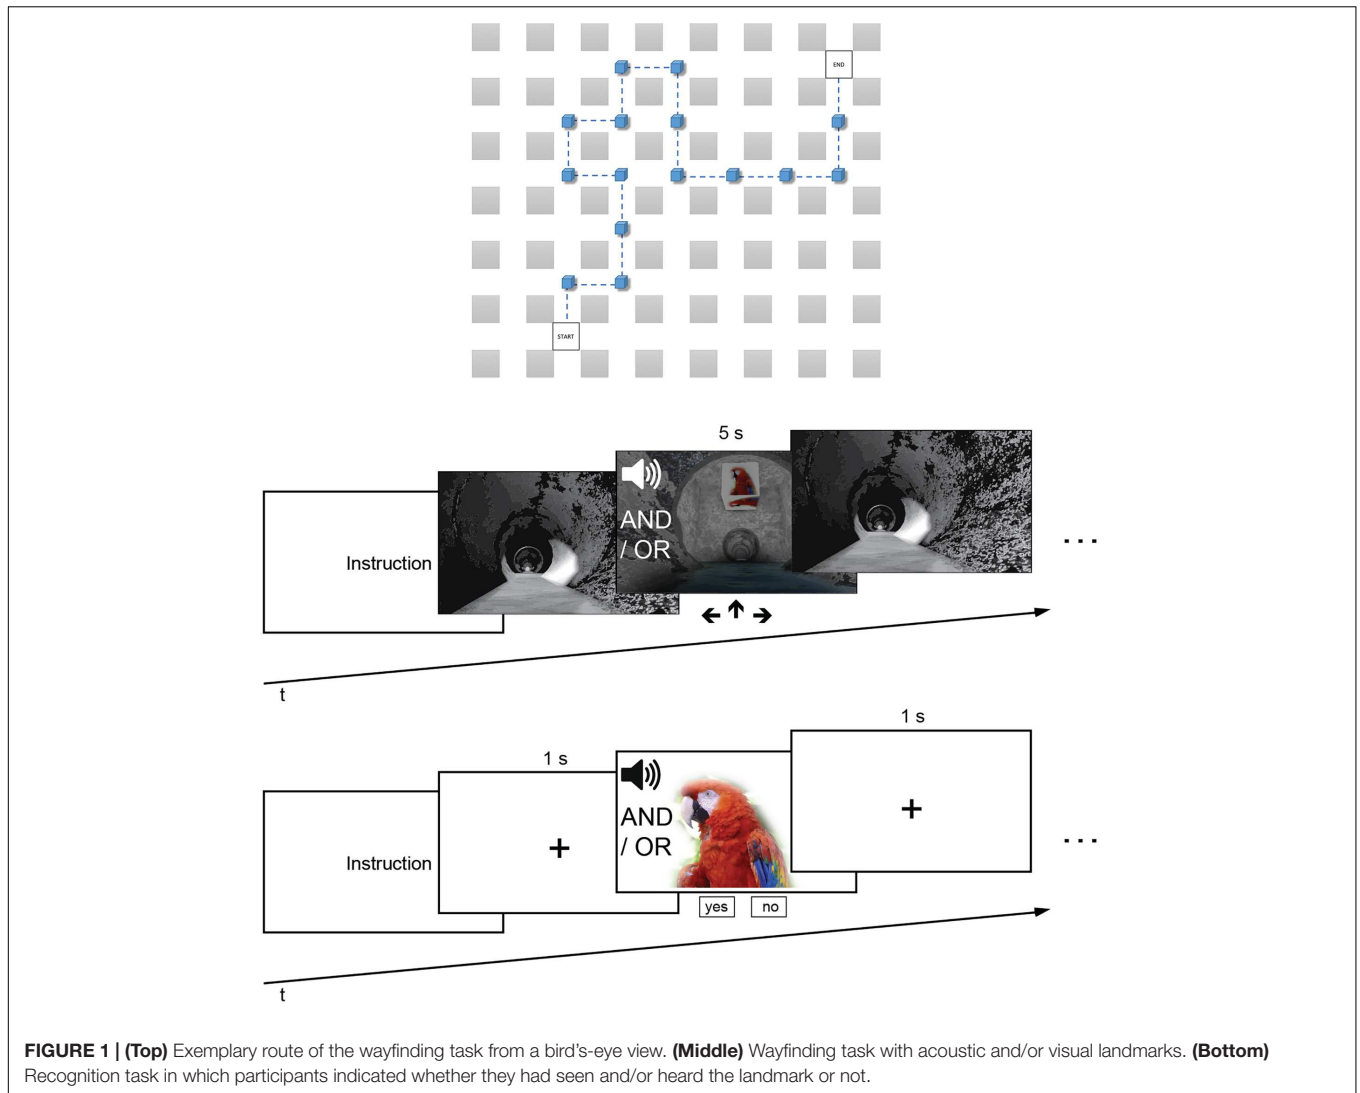 END
START
5 s
AND
/ OR
Instruction
...
t
1 s
1 s
AND
/ OR
Instruction
+
+
...
yes no
t
FIGURE 1 | (Top) Exemplary route of the wayfinding task from a bird's-eye view. (Middle) Wayfinding task with acoustic and/or visual landmarks. (Bottom)
Recognition task in which participants indicated whether they had seen and/or heard the landmark or not.